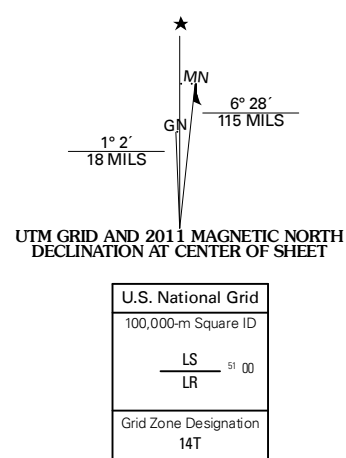 ★
MN
GN
6° 28´
115 MILS
1° 2´
18 MILS
UTM GRID AND 2011 MAGNETIC NORTH
DECLINATION AT CENTER OF SHEET
U.S. National Grid
100,000-m Square ID
LS
51 00
LR
Grid Zone Designation
14T